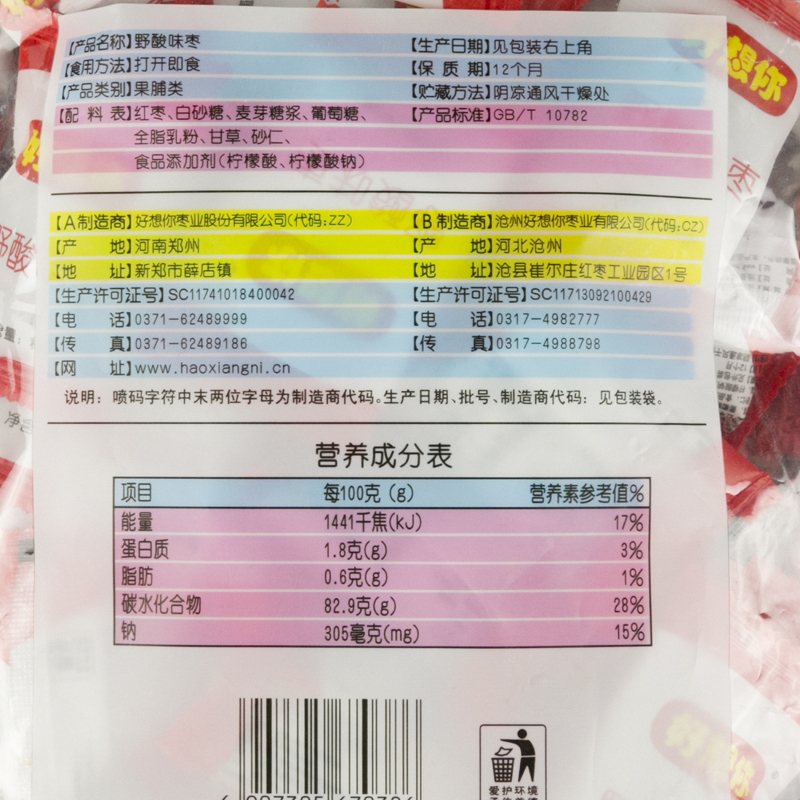 【产品名称】野酸味枣 【生产日期】见包装右上角
【食用方法】打开即食 【保 质 期】12个月
【产品类别】果脯类 【贮藏方法】阴凉通风干燥处
【配 料 表】红枣、白砂糖、麦芽糖浆、葡萄糖、 【产品标准】GB/T 10782
全脂乳粉、甘草、砂仁、
食品添加剂(柠檬酸、柠檬酸钠)
【A制造商】好想你枣业股份有限公司(代码:ZZ) 【B制造商】沧州好想你枣业有限公司(代码:CZ)
【产 地】河南郑州 【产 地】河北沧州
【地 址】新郑市薛店镇 【地 址】沧县崔尔庄红枣工业园区1号
【生产许可证号】SC11741018400042 【生产许可证号】SC11713092100429
【电 话】0371-62489999 【电 话】0317-4982777
【传 真】0371-62489186 【传 真】0317-4988798
【网 址】www.haoxiangni.cn
说明: 喷码字符中末两位字母为制造商代码。生产日期、批号、制造商代码: 见包装袋。
营养成分表
项目 每100克 (g) 营养素参考值%
能量 1441千焦(kJ) 17%
蛋白质 1.8克(g) 3%
脂肪 0.6克(g) 1%
碳水化合物 82.9克(g) 28%
钠 305毫克(mg) 15%
爱护环境
想你
枣